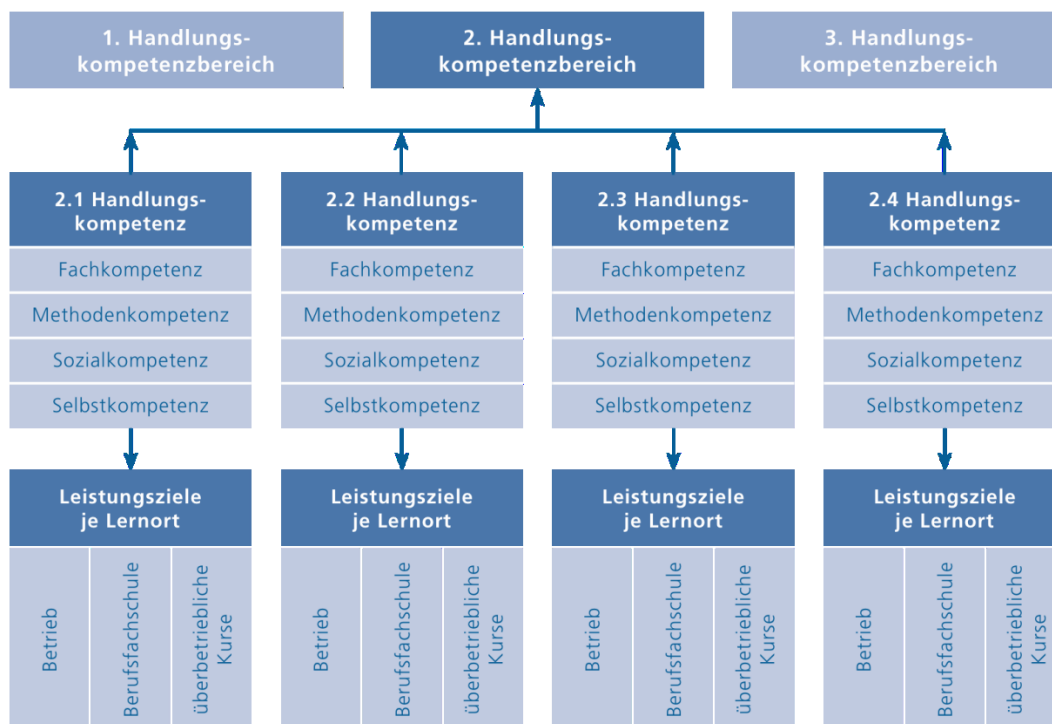 1. Handlungs-
kompetenzbereich
2. Handlungs-
kompetenzbereich
3. Handlungs-
kompetenzbereich
2.1 Handlungs-
kompetenz
2.2 Handlungs-
kompetenz
2.3 Handlungs-
kompetenz
2.4 Handlungs-
kompetenz
Fachkompetenz
Fachkompetenz
Fachkompetenz
Fachkompetenz
Methodenkompetenz
Methodenkompetenz
Methodenkompetenz
Methodenkompetenz
Sozialkompetenz
Sozialkompetenz
Sozialkompetenz
Sozialkompetenz
Selbstkompetenz
Selbstkompetenz
Selbstkompetenz
Selbstkompetenz
Leistungsziele
je Lernort
Leistungsziele
je Lernort
Leistungsziele
je Lernort
Leistungsziele
je Lernort
Betrieb
Berufsfachschule
überbetriebliche
Kurse
Betrieb
Berufsfachschule
überbetriebliche
Kurse
Betrieb
Berufsfachschule
überbetriebliche
Kurse
Betrieb
Berufsfachschule
überbetriebliche
Kurse